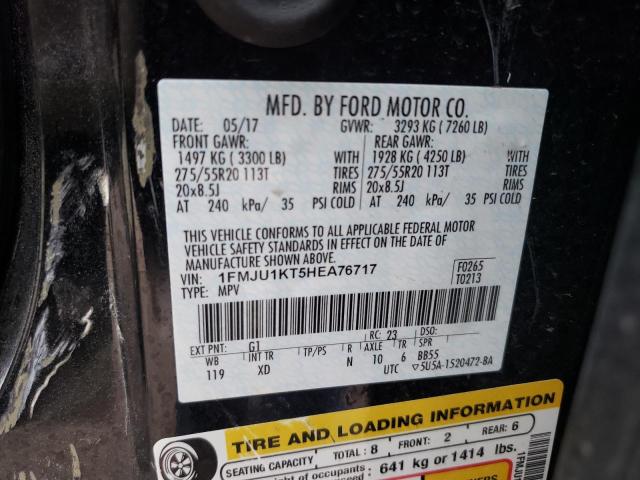 MFD. BY FORD MOTOR CO.
DATE: 05/17 GVWR: 3293 KG ( 7260 LB)
FRONT GAWR: REAR GAWR:
1497 KG ( 3300 LB) WITH 1928 KG ( 4250 LB) WITH
275/55R20 113T TIRES 275/55R20 113T TIRES
20x8.5J RIMS 20x8.5J RIMS
AT 240 kPa/ 35 PSI COLD AT 240 kPa/ 35 PSI COLD
THIS VEHICLE CONFORMS TO ALL APPLICABLE FEDERAL MOTOR
VEHICLE SAFETY STANDARDS IN EFFECT ON THE DATE OF
MANUFACTURE SHOWN ABOVE.
VIN: 1FMJU1KT5HEA76717 F0265
TYPE: MPV T0213
EXT PNT: G1 RC: 23 DSO:
WB INT TR TP/PS R AXLE TR SPR BB55
119 XD N 10 6
UTC ▽5U5A-1520472-BA
TIRE AND LOADING INFORMATION
SEATING CAPACITY TOTAL: 8 FRONT: 2 REAR: 6
of occupants 641 kg or 1414 lbs.